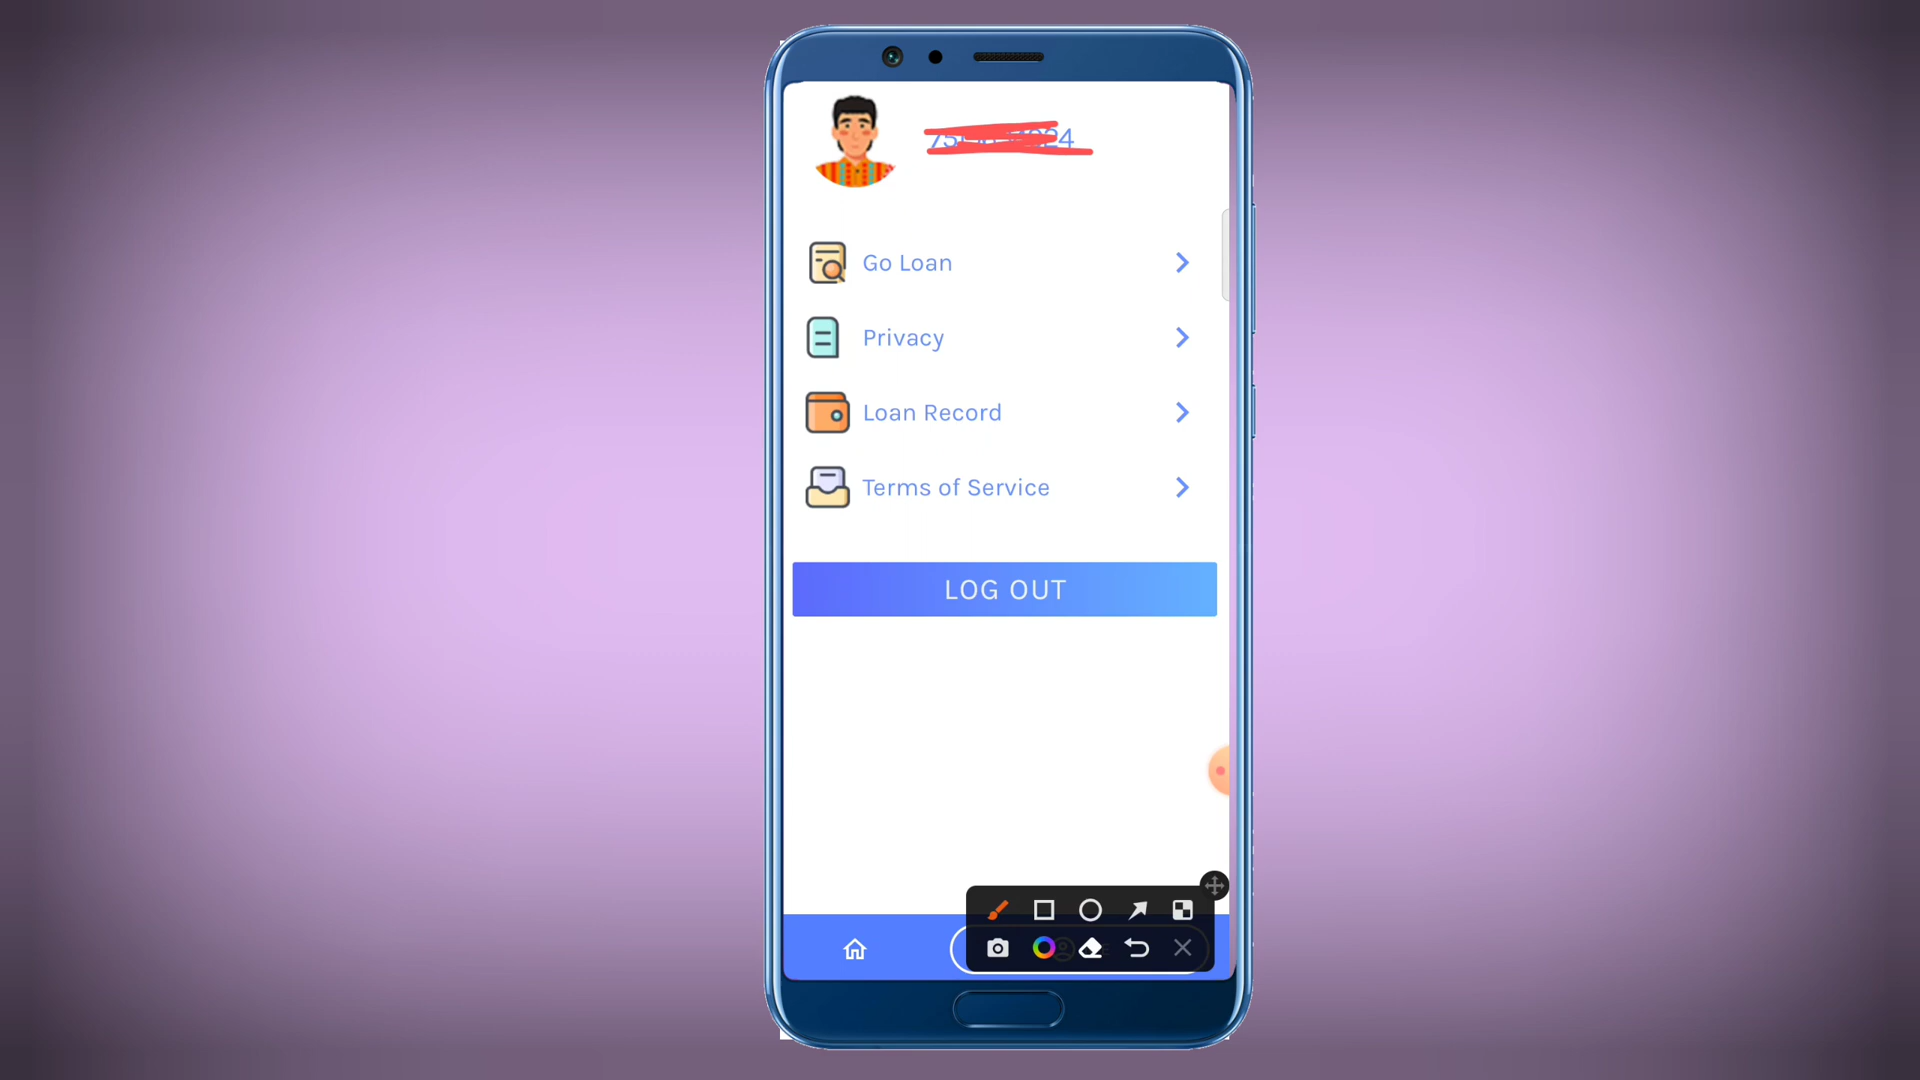 Go Loan
Privacy
Loan Record
Terms of Service
LOG OUT